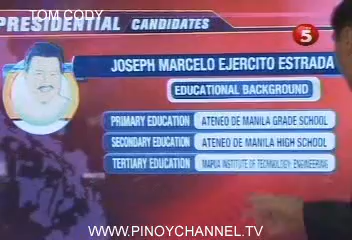 TOM CODY
PRESIDENTIAL CANDIDATES
5
JOSEPH MARCELO EJERCITO ESTRADA
EDUCATIONAL BACKGROUND
PRIMARY EDUCATION ATENEO DE MANILA GRADE SCHOOL
SECONDARY EDUCATION ATENEO DE MANILA HIGH SCHOOL
TERTIARY EDUCATION MAPUA INSTITUTE OF TECHNOLOGY: ENGINEERING
WWW.PINOYCHANNEL.TV